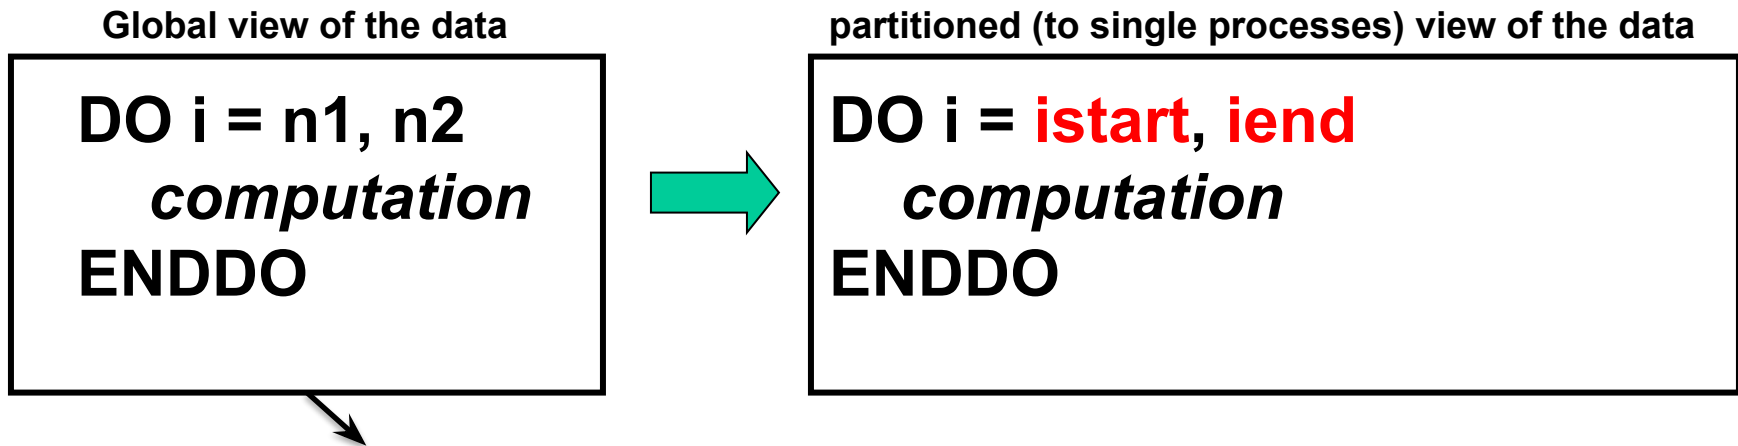 Global view of the data
DO i = n1, n2
computation
ENDDO
partitioned (to single processes) view of the data
DO i = istart, iend
computation
ENDDO